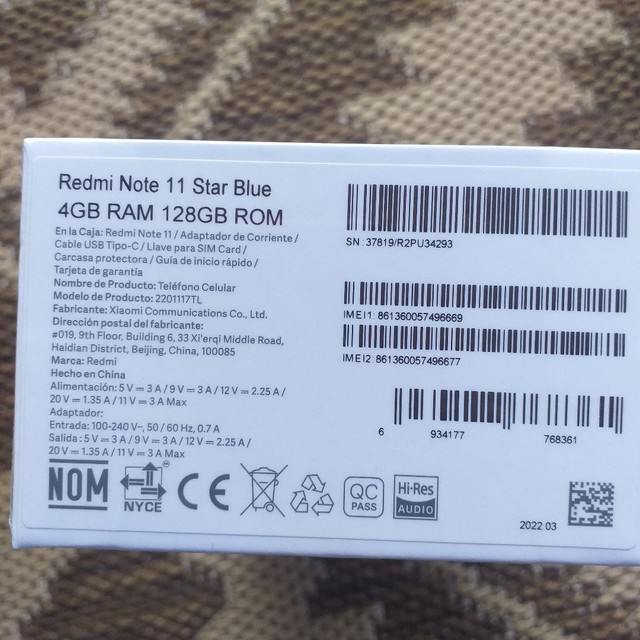 Redmi Note 11 Star Blue
4GB RAM 128GB ROM
En la Caja: Redmi Note 11 / Adaptador de Corriente /
Cable USB Tipo-C / Llave para SIM Card /
Carcasa protectora / Guía de inicio rápido /
Tarjeta de garantía
Nombre de Producto: Teléfono Celular
Modelo de Producto: 2201117TL
Fabricante: Xiaomi Communications Co., Ltd.
Dirección postal del fabricante:
#019, 9th Floor, Building 6, 33 Xi'erqi Middle Road,
Haidian District, Beijing, China, 100085
Marca: Redmi
Hecho en China
Alimentación: 5 V⎓3 A / 9 V⎓3 A / 12 V⎓2.25 A /
20 V⎓1.35 A / 11 V⎓3 A Max
Adaptador:
Entrada: 100-240 V~, 50 / 60 Hz, 0.7 A
Salida : 5 V⎓3 A / 9 V⎓3 A / 12 V⎓2.25 A /
20 V⎓1.35 A / 11 V⎓3 A Max
SN:37819/R2PU34293
IMEI1: 861360057496669
IMEI2:861360057496677
6 934177 768361
NOM
NYCE
CE
QC
PASS
Hi-Res
AUDIO
2022 03